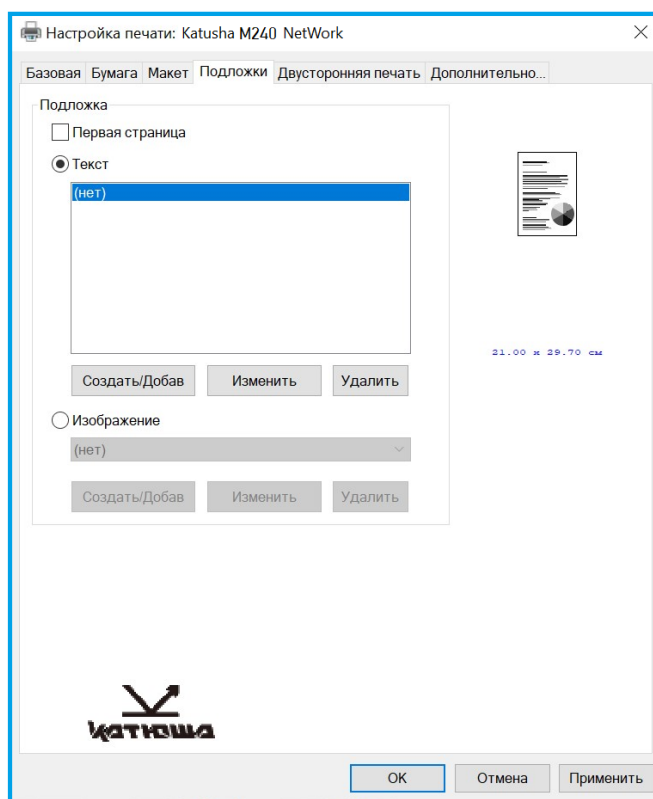 Настройка печати: Katusha M240 NetWork
Базовая Бумага Макет Подложки Двусторонняя печать Дополнительно...
Подложка
Первая страница
Текст
(нет)
21.00 x 29.70 см
Создать/Добав Изменить Удалить
Изображение
(нет)
Создать/Добав Изменить Удалить
катюша
OK Отмена Применить